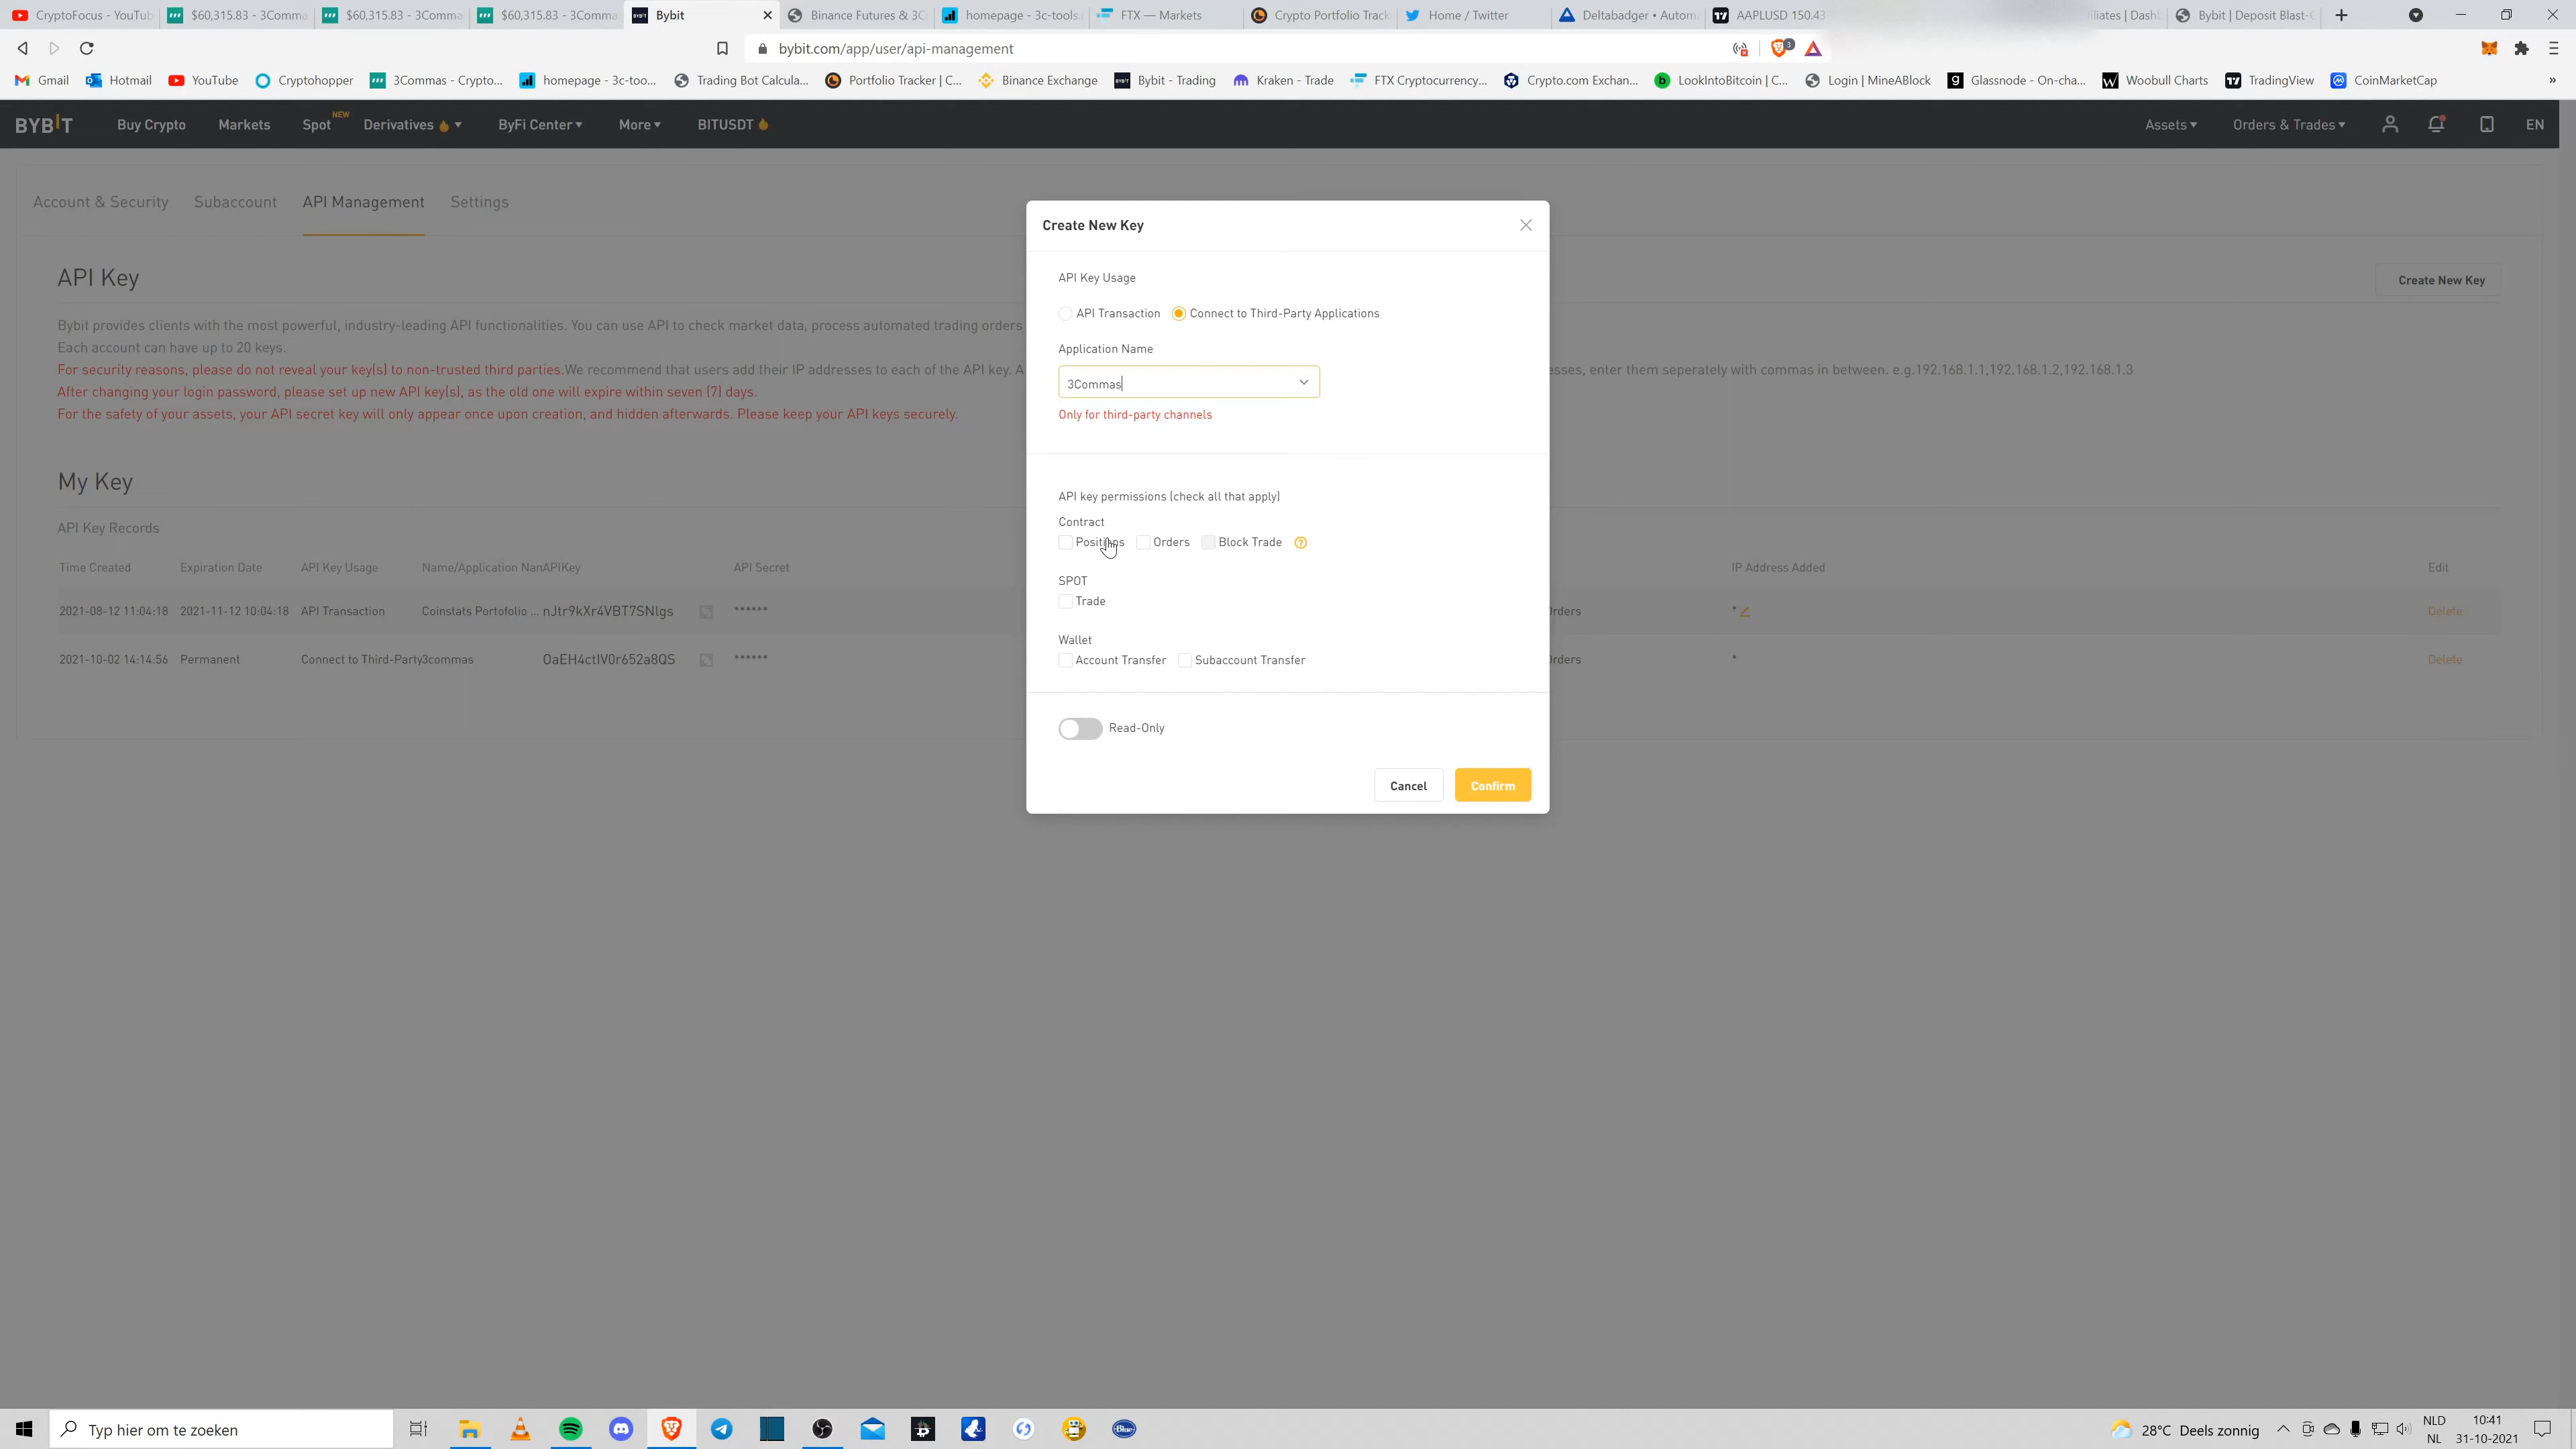 CryptoFocus - YouTub
$60,315.83 - 3Comma
$60,315.83 - 3Comma
$60,315.83 - 3Comma
Bybit
Binance Futures & 3C
homepage - 3c-tools.
FTX — Markets
Crypto Portfolio Track
Home / Twitter
Deltabadger • Autom
AAPLUSD 150.43
iliates | Dash
Bybit | Deposit Blast-
bybit.com/app/user/api-management
3
Gmail
Hotmail
YouTube
Cryptohopper
3Commas - Crypto...
homepage - 3c-too...
Trading Bot Calcula...
Portfolio Tracker | C...
Binance Exchange
Bybit - Trading
Kraken - Trade
FTX Cryptocurrency...
Crypto.com Exchan...
LookIntoBitcoin | C...
Login | MineABlock
Glassnode - On-cha...
Woobull Charts
TradingView
CoinMarketCap
»
BYBIT
Buy Crypto
Markets
Spot
NEW
Derivatives
ByFi Center
More
BITUSDT
Assets
Orders & Trades
EN
Account & Security
Subaccount
API Management
Settings
API Key
Create New Key
Bybit provides clients with the most powerful, industry-leading API functionalities. You can use API to check market data, process automated trading orders
Each account can have up to 20 keys.
For security reasons, please do not reveal your key(s) to non-trusted third parties.We recommend that users add their IP addresses to each of the API key. A
esses, enter them seperately with commas in between. e.g.192.168.1.1,192.168.1.2,192.168.1.3
After changing your login password, please set up new API key(s), as the old one will expire within seven (7) days.
For the safety of your assets, your API secret key will only appear once upon creation, and hidden afterwards. Please keep your API keys securely.
My Key
API Key Records
Time Created
Expiration Date
API Key Usage
Name/Application Nam
APIKey
API Secret
IP Address Added
Edit
2021-08-12 11:04:18
2021-11-12 10:04:18
API Transaction
Coinstats Portofolio ...
nJtr9kXr4VBT7SNlgs
******
Orders
*
Delete
2021-10-02 14:14:56
Permanent
Connect to Third-Party
3commas
OaEH4ctIV0r652a8QS
******
Orders
*
Delete
Create New Key
API Key Usage
API Transaction
Connect to Third-Party Applications
Application Name
3Commas
Only for third-party channels
API key permissions (check all that apply)
Contract
Positions
Orders
Block Trade
?
SPOT
Trade
Wallet
Account Transfer
Subaccount Transfer
Read-Only
Cancel
Confirm
Typ hier om te zoeken
28°C Deels zonnig
NLD
NL
10:41
31-10-2021